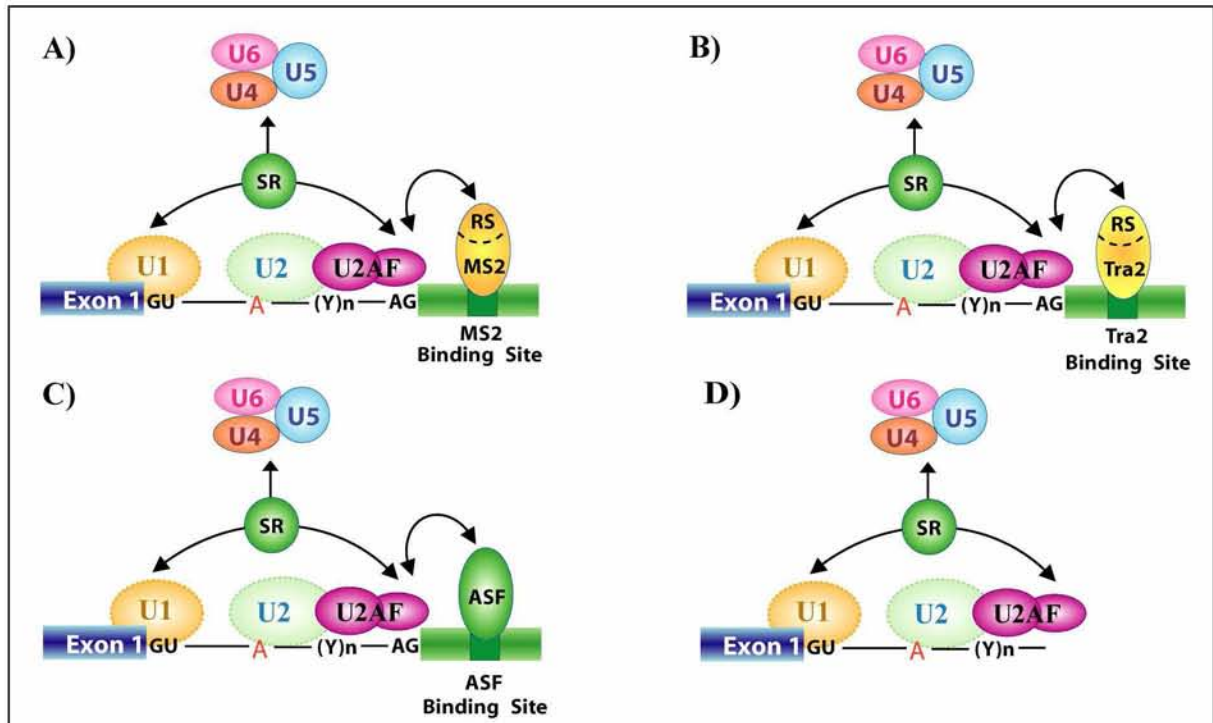 A)
U6
U5
U4
SR
RS
MS2
U1
U2
U2AF
Exon 1
GU
A
(Y)n
AG
MS2
Binding Site
B)
U6
U5
U4
SR
RS
Tra2
U1
U2
U2AF
Exon 1
GU
A
(Y)n
AG
Tra2
Binding Site
C)
U6
U5
U4
SR
ASF
U1
U2
U2AF
Exon 1
GU
A
(Y)n
AG
ASF
Binding Site
D)
U6
U5
U4
SR
U1
U2
U2AF
Exon 1
GU
A
(Y)n